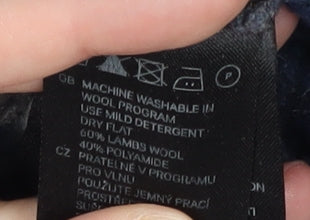 P
GB MACHINE WASHABLE IN
WOOL PROGRAM
USE MILD DETERGENT
DRY FLAT
60% LAMBS WOOL
40% POLYAMIDE
CZ PRATELNÉ V PROGRAMU
PRO VLNU
POUŽIJTE JEMNÝ PRACÍ
ON